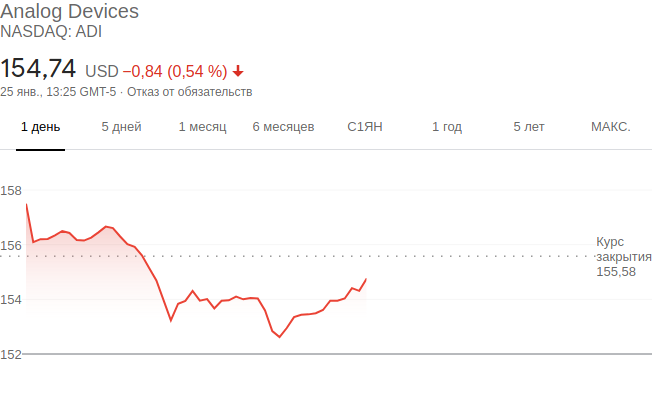 Analog Devices
NASDAQ: ADI
154,74 USD −0,84 (0,54 %)
25 янв., 13:25 GMT-5 · Отказ от обязательств
1 день 5 дней 1 месяц 6 месяцев С1ЯН 1 год 5 лет МАКС.
158
156
154
152
Курс
закрытия
155,58